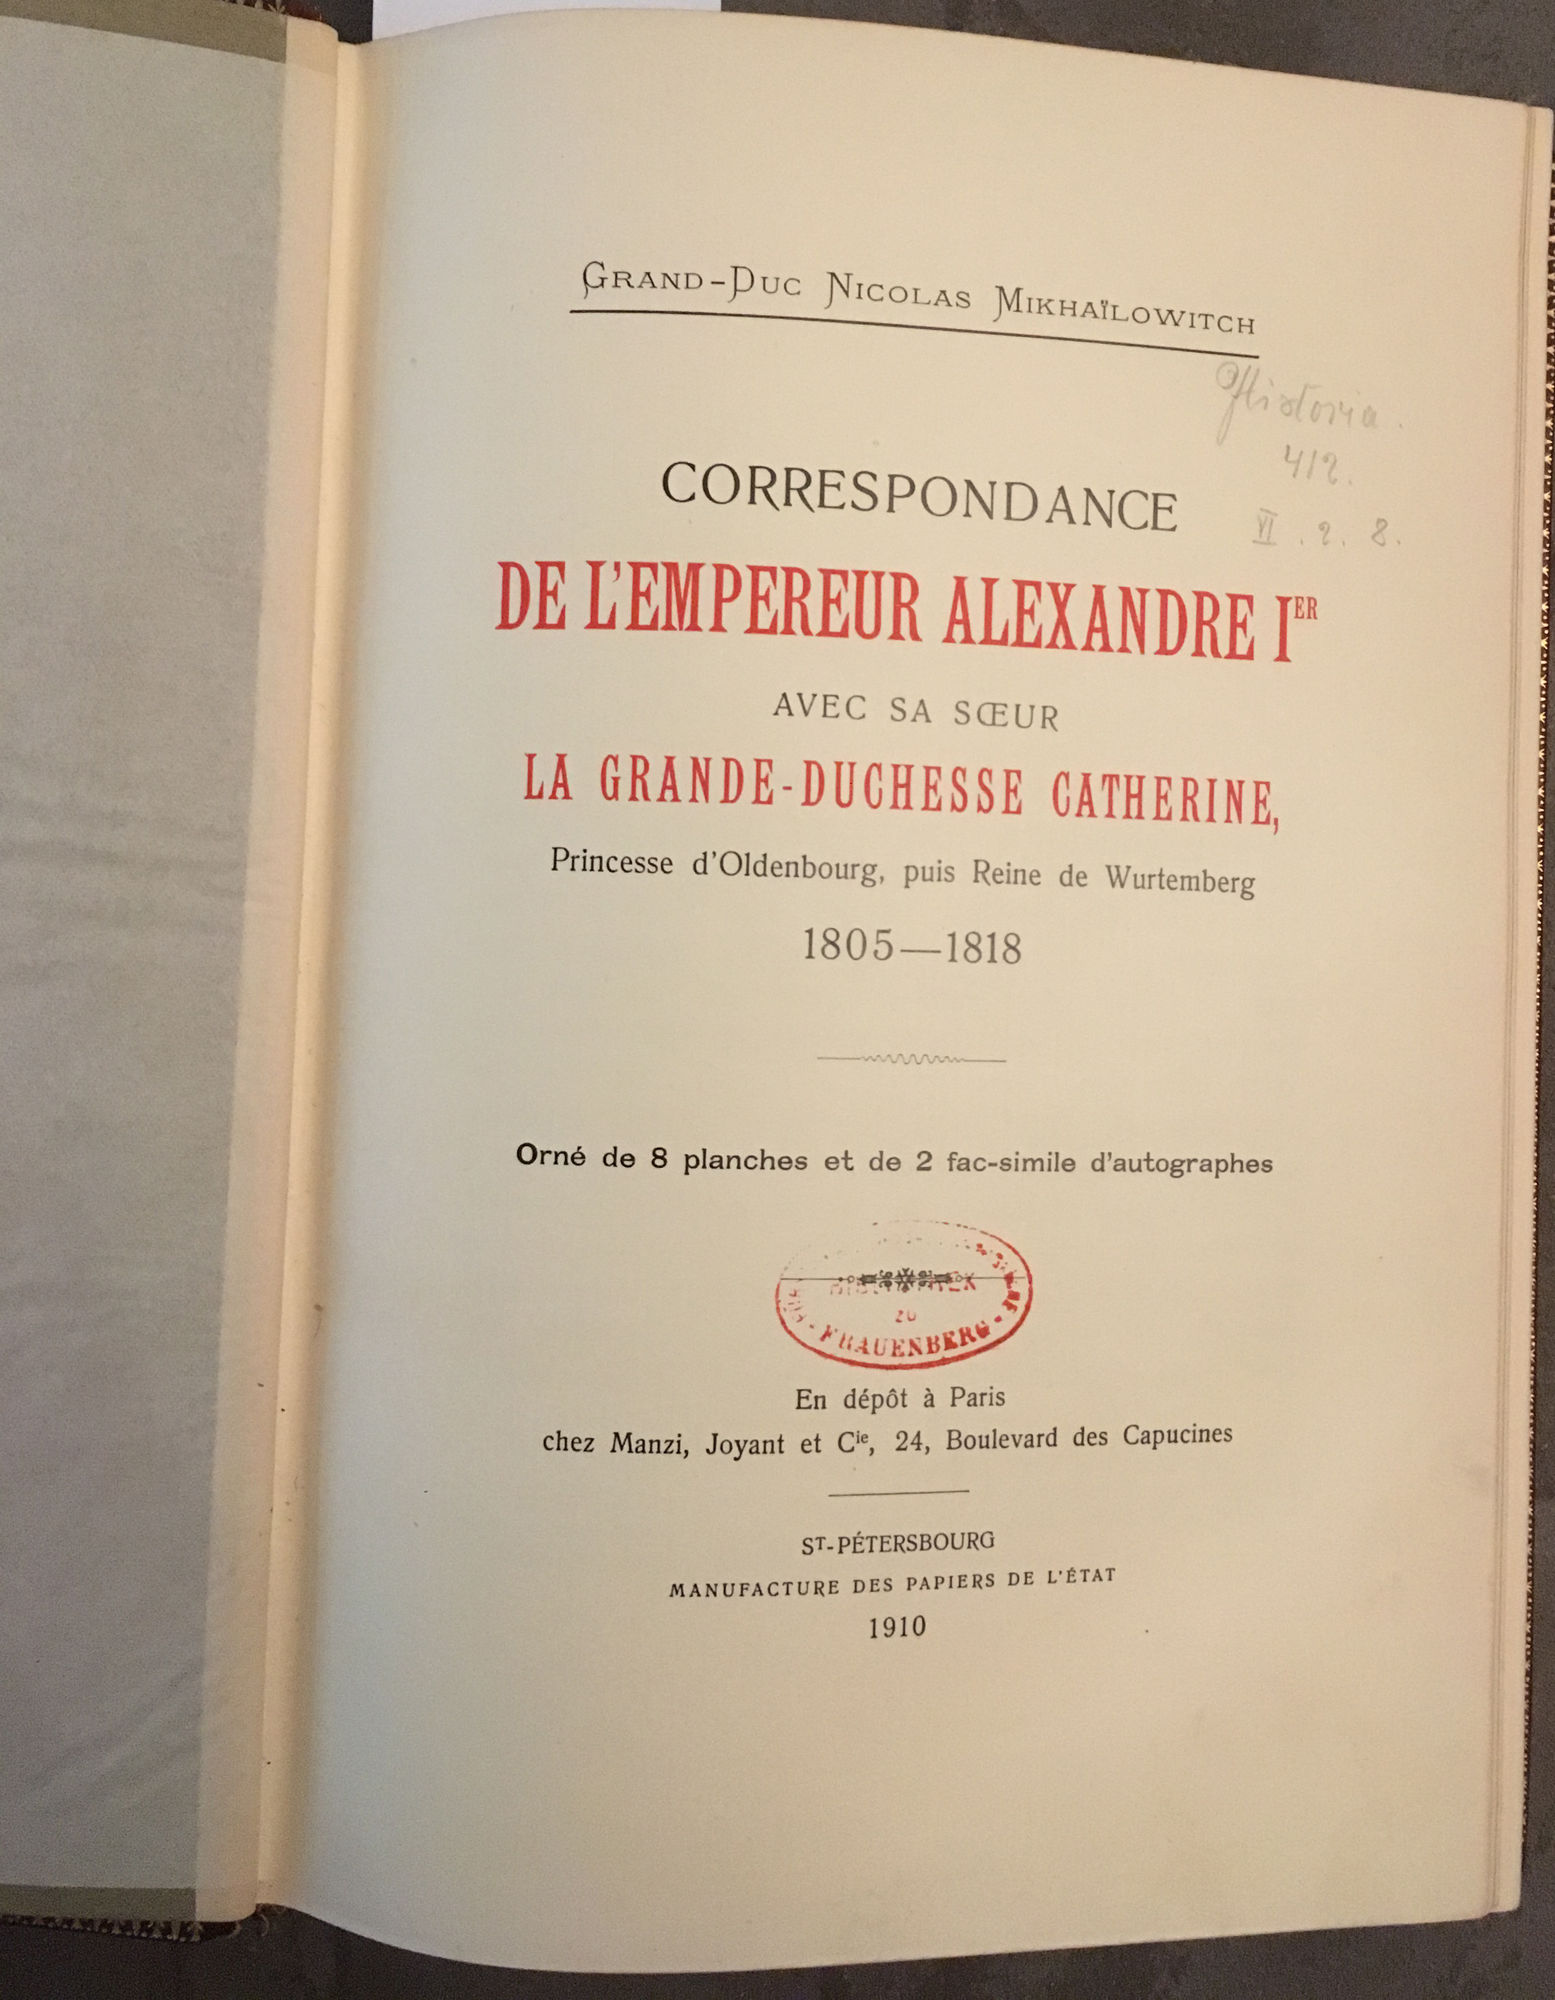 GRAND-DUC NICOLAS MIKHAÏLOWITCH
Historia.
412.
VI. 2. 8.
CORRESPONDANCE
DE L'EMPEREUR ALEXANDRE IER
AVEC SA SŒUR
LA GRANDE-DUCHESSE CATHERINE,
Princesse d'Oldenbourg, puis Reine de Wurtemberg
1805—1818
Orné de 8 planches et de 2 fac-simile d'autographes
BIBLIOTHEK
ZU
FRAUENBERG
En dépôt à Paris
chez Manzi, Joyant et Cie, 24, Boulevard des Capucines
ST-PÉTERSBOURG
MANUFACTURE DES PAPIERS DE L'ÉTAT
1910